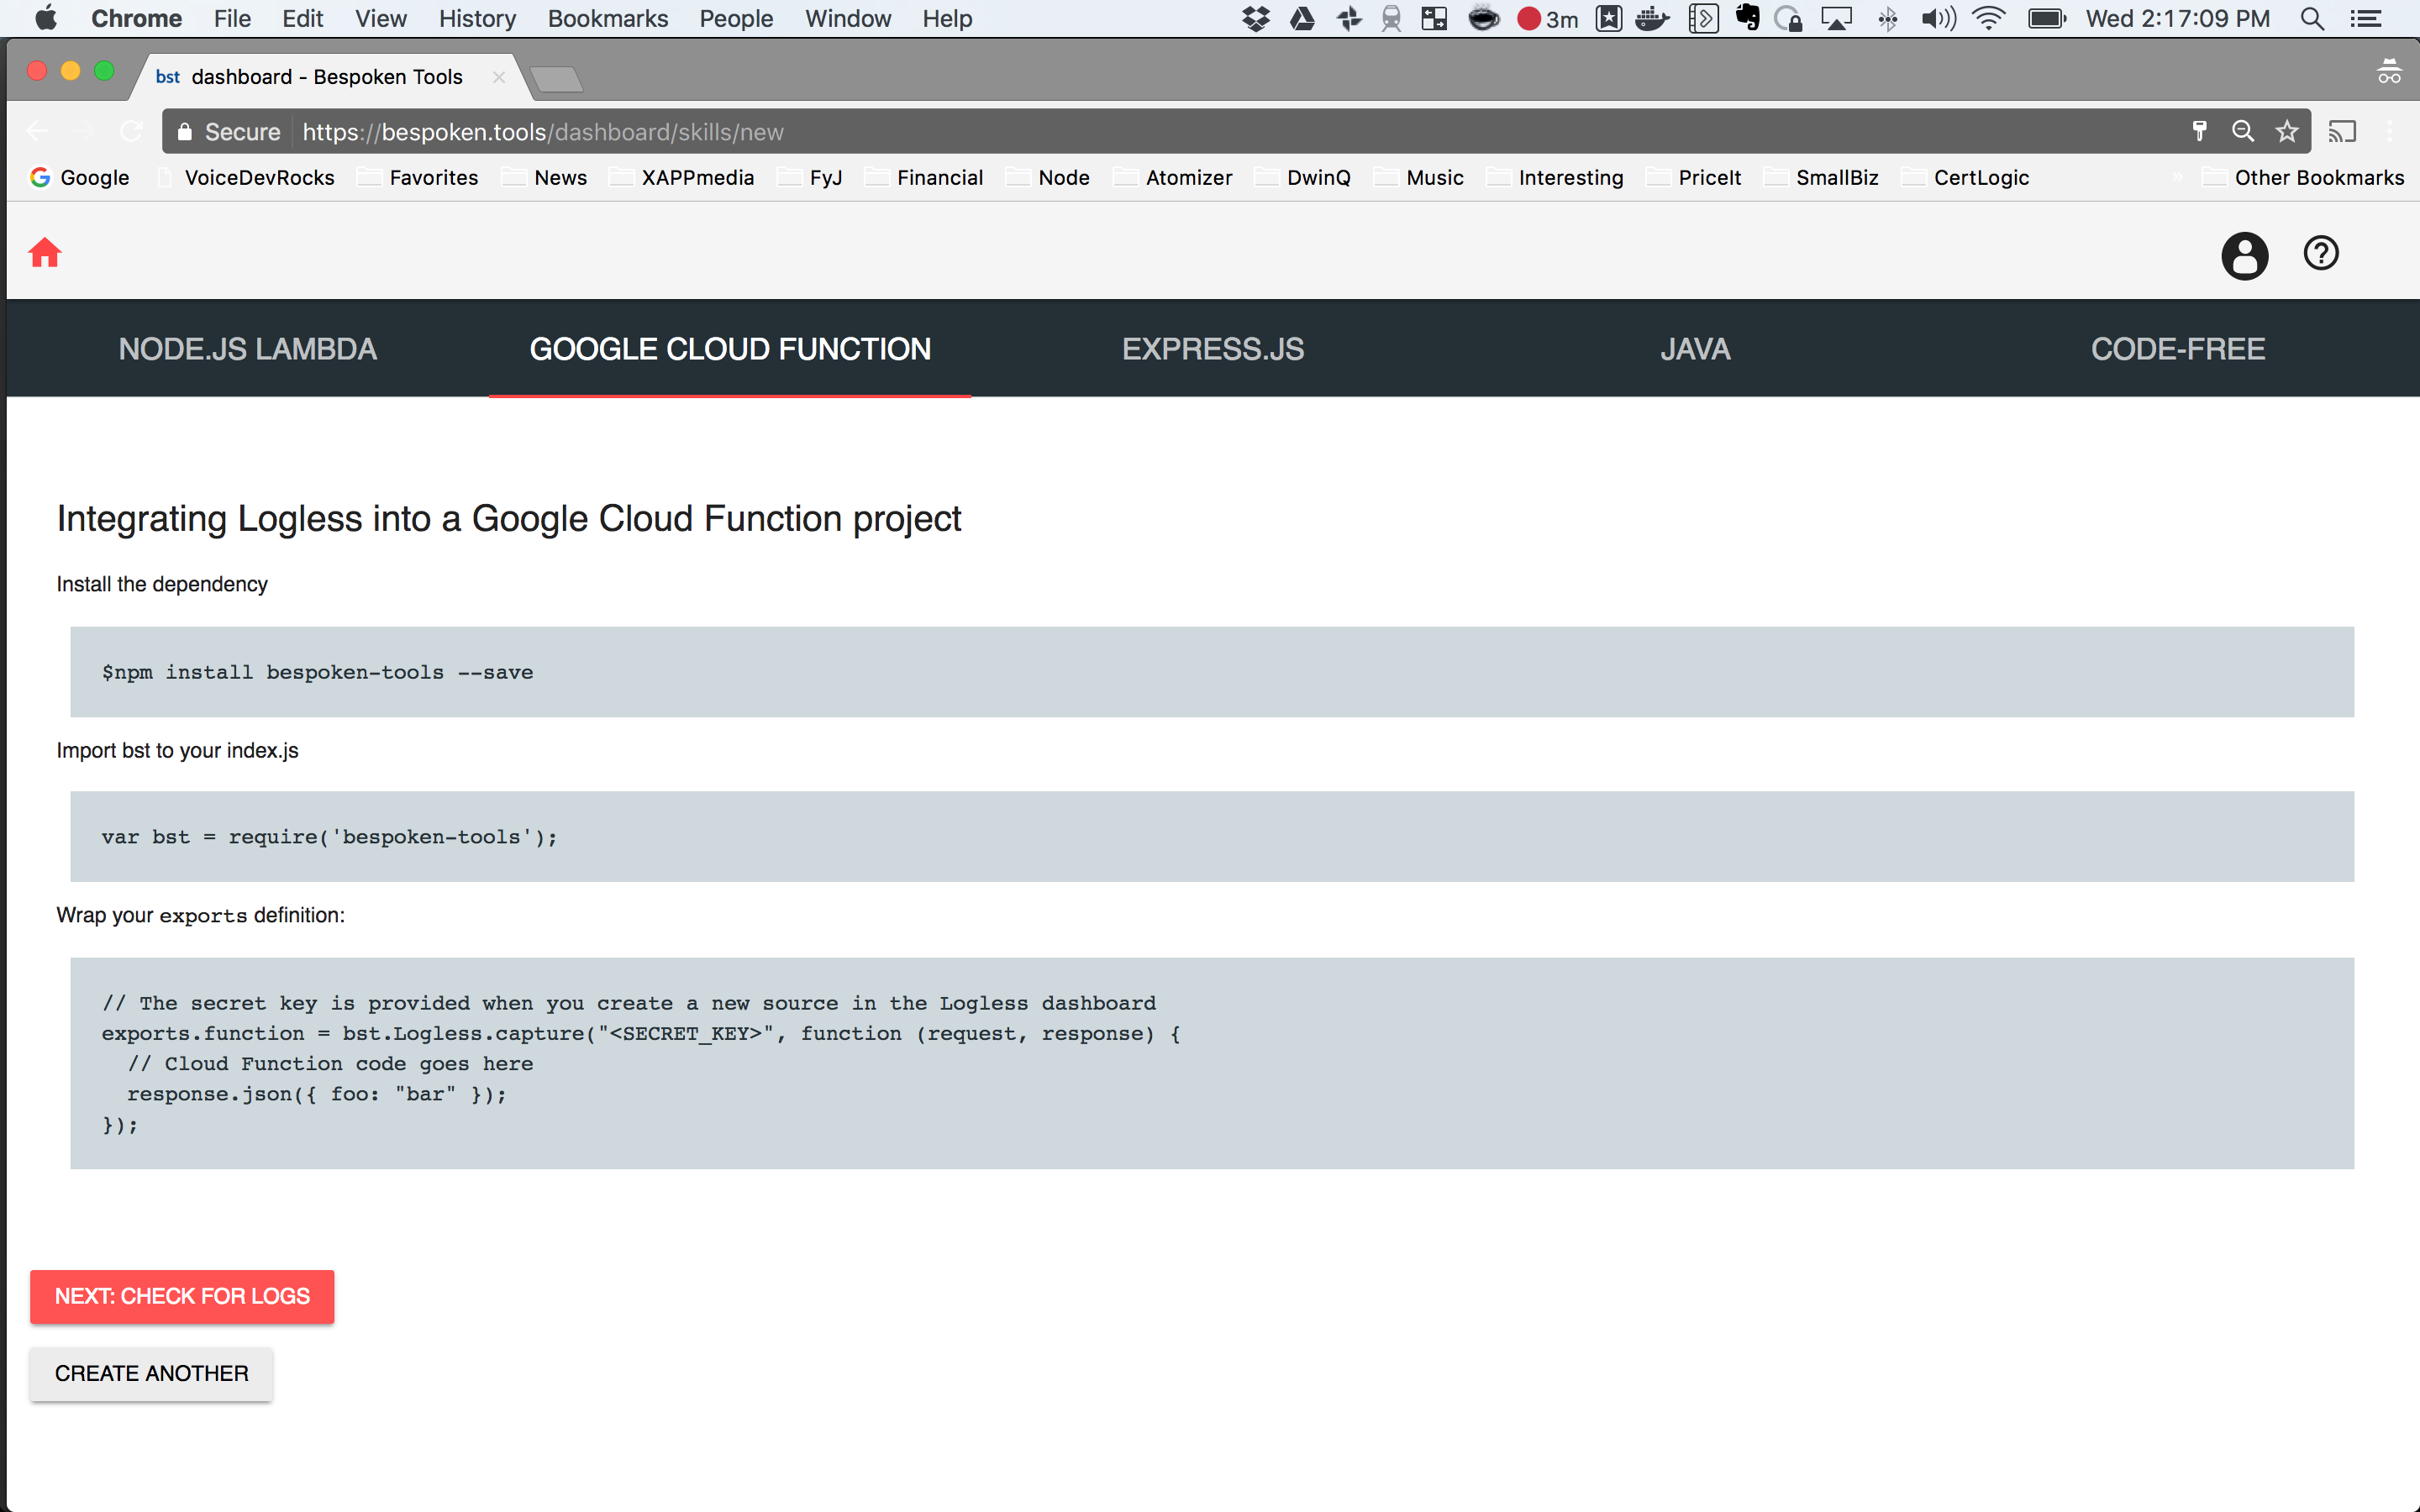 Chrome File Edit View History Bookmarks People Window Help 3m Wed 2:17:09 PM
bst dashboard - Bespoken Tools
Secure https://bespoken.tools/dashboard/skills/new
Google VoiceDevRocks Favorites News XAPPmedia FyJ Financial Node Atomizer DwinQ Music Interesting PriceIt SmallBiz CertLogic » Other Bookmarks
NODE.JS LAMBDA GOOGLE CLOUD FUNCTION EXPRESS.JS JAVA CODE-FREE
Integrating Logless into a Google Cloud Function project
Install the dependency
$npm install bespoken-tools --save
Import bst to your index.js
var bst = require('bespoken-tools');
Wrap your exports definition:
// The secret key is provided when you create a new source in the Logless dashboard
exports.function = bst.Logless.capture("<SECRET_KEY>", function (request, response) {
// Cloud Function code goes here
response.json({ foo: "bar" });
});
NEXT: CHECK FOR LOGS
CREATE ANOTHER